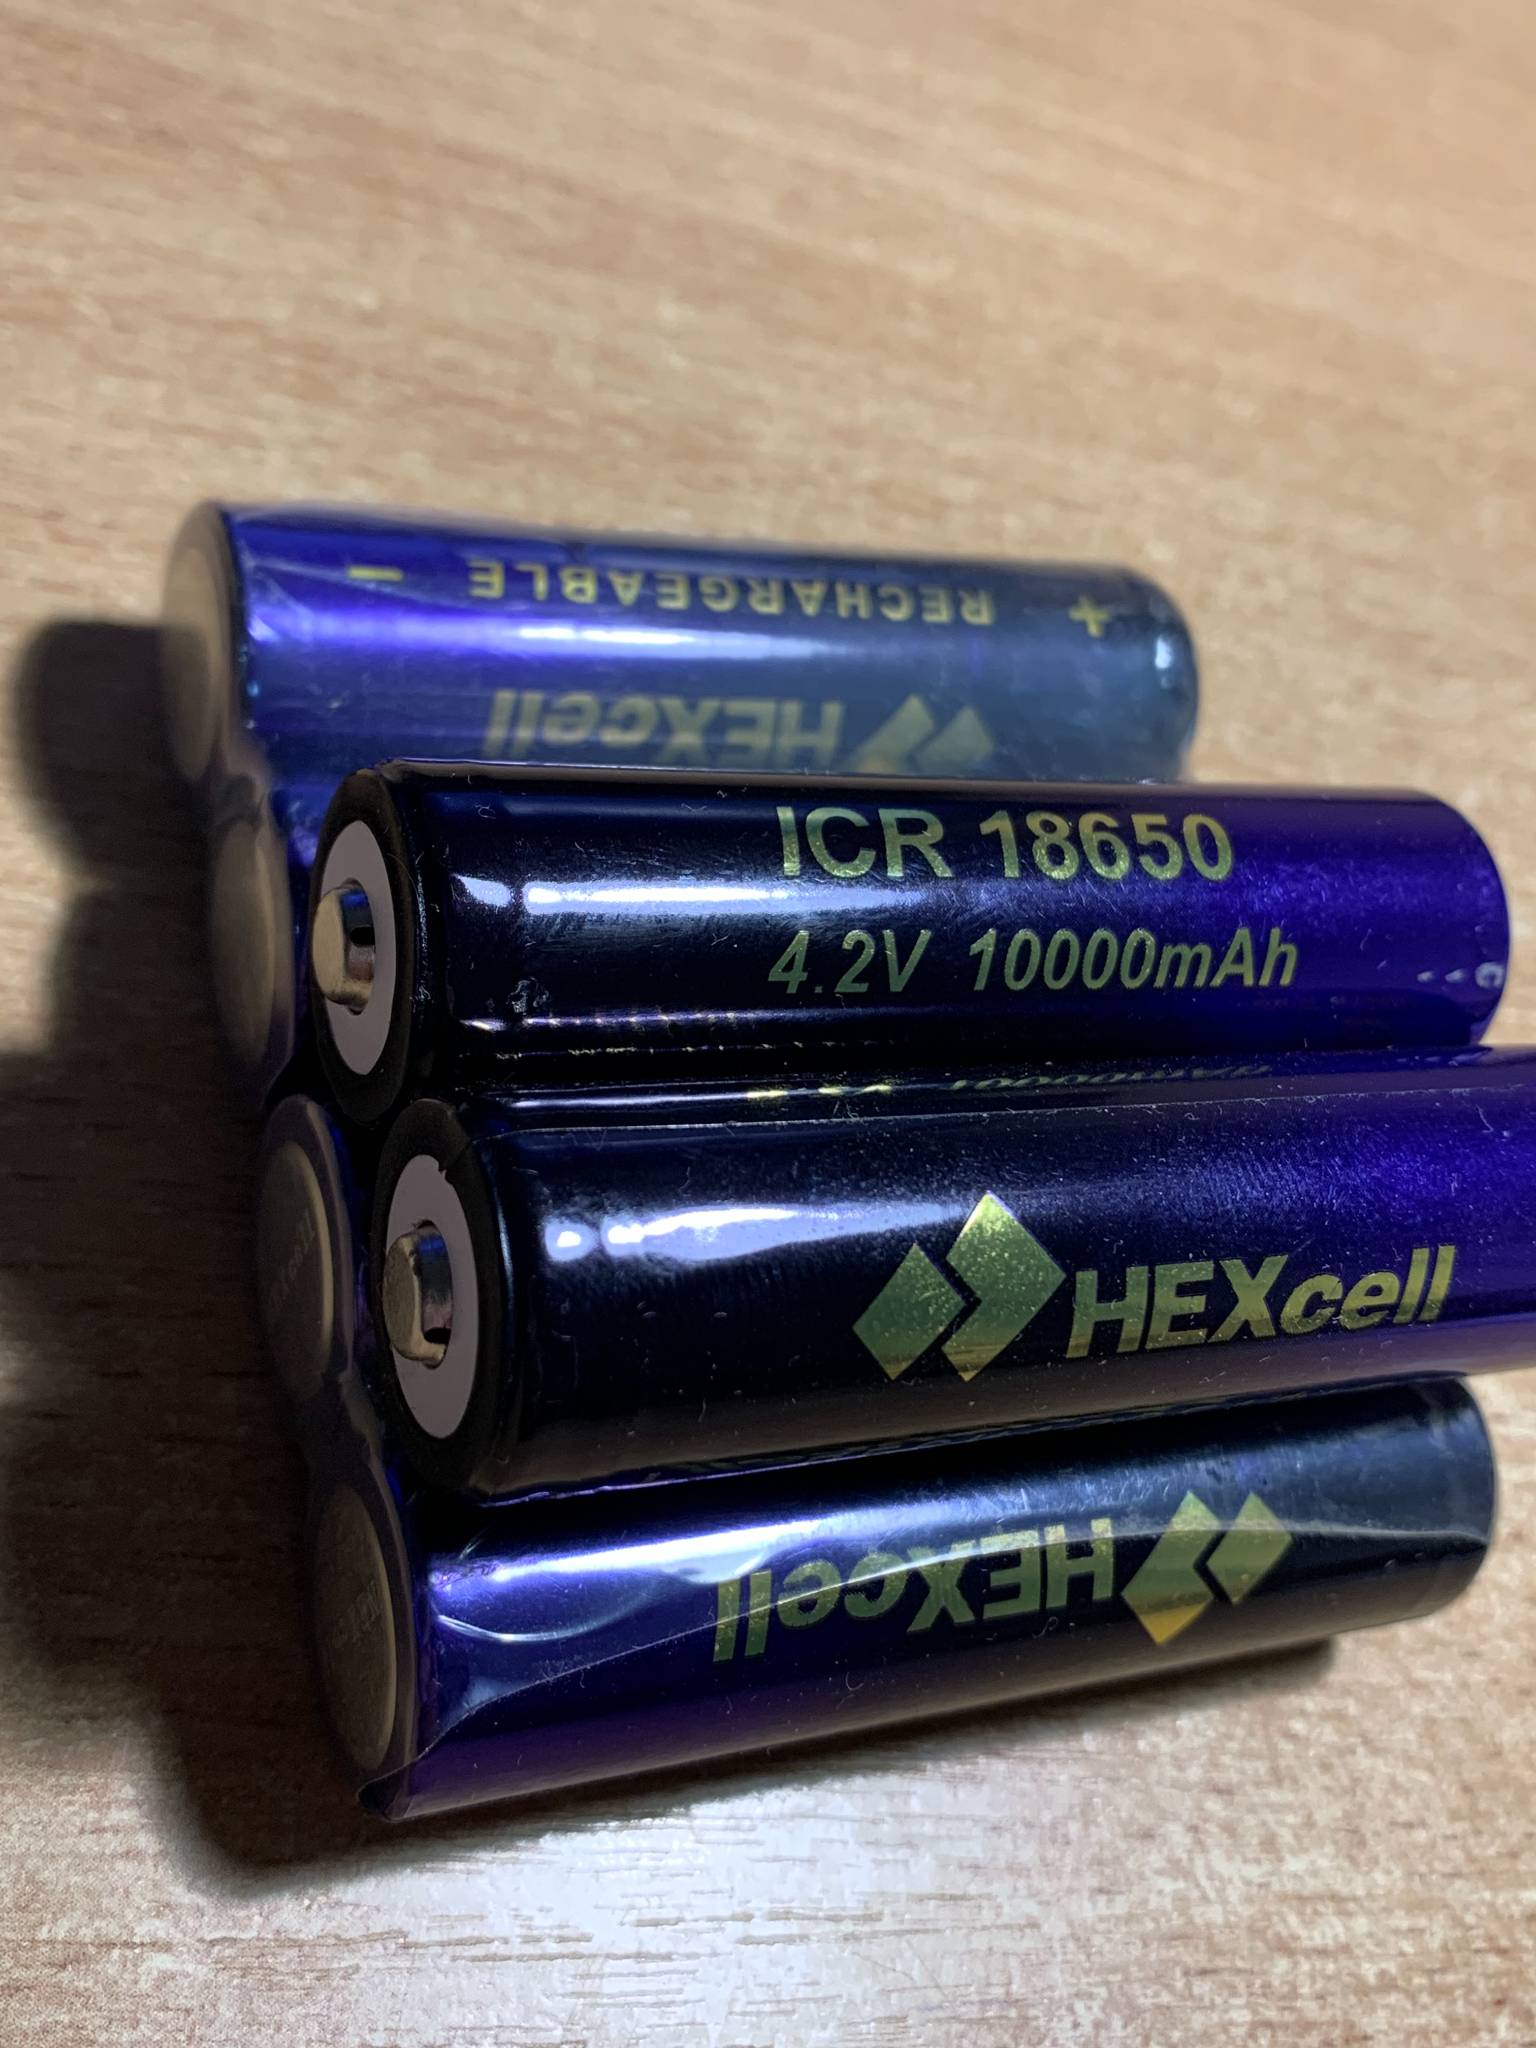 − RECHARGEABLE +
HEXcell
ICR 18650
4.2V 10000mAh
HEXcell
HEXcell